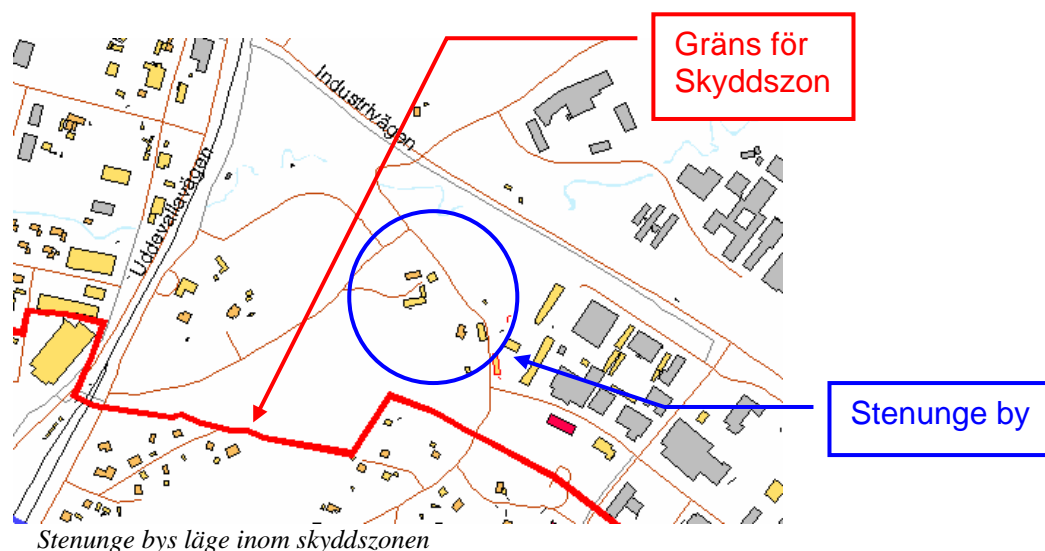 Gräns för
Skyddszon
Industrivägen
Uddevallavägen
Stenunge by
Stenunge bys läge inom skyddszonen